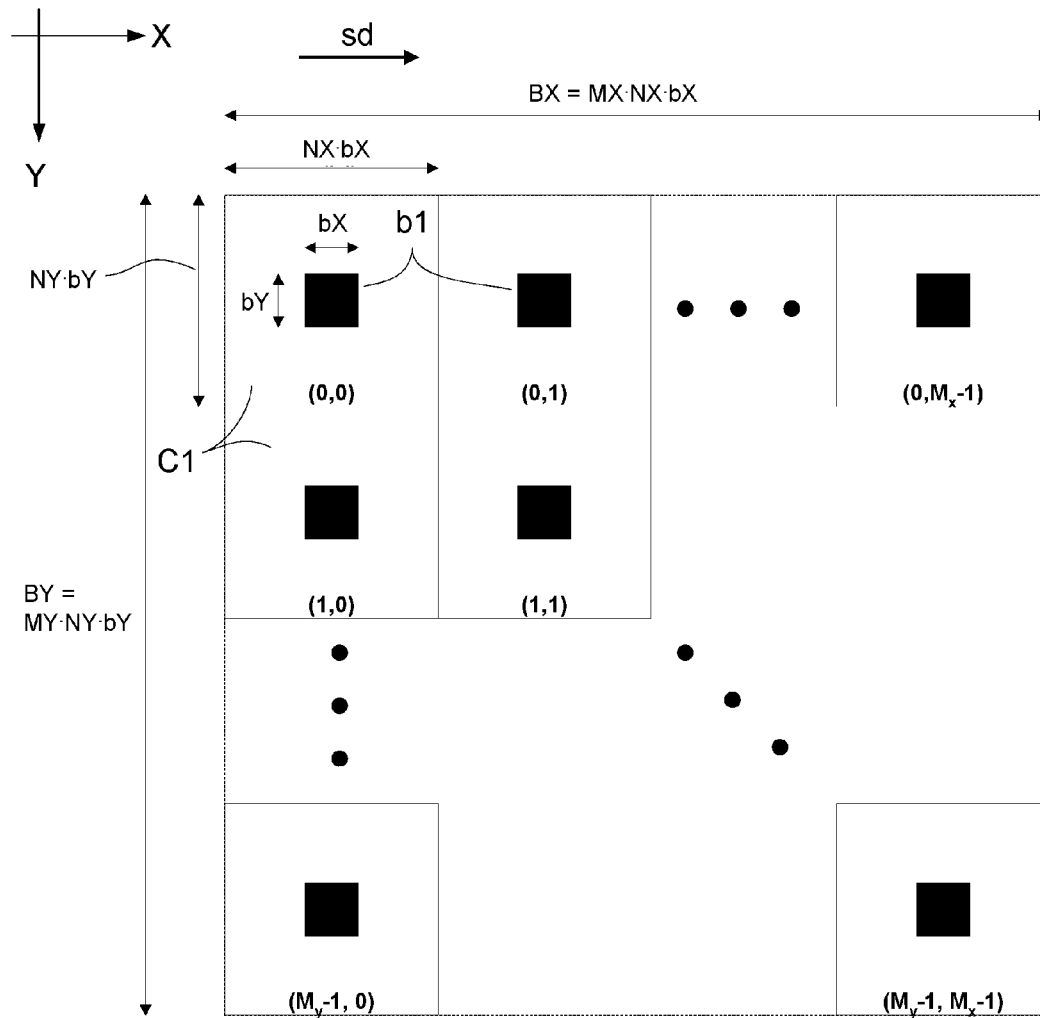 X
sd
BX = MX·NX·bX
Y
NX·bX
bX
b1
NY·bY
bY
(0,0)
(0,1)
(0,Mx-1)
C1
(1,0)
(1,1)
BY =
MY·NY·bY
(My-1, 0)
(My-1, Mx-1)